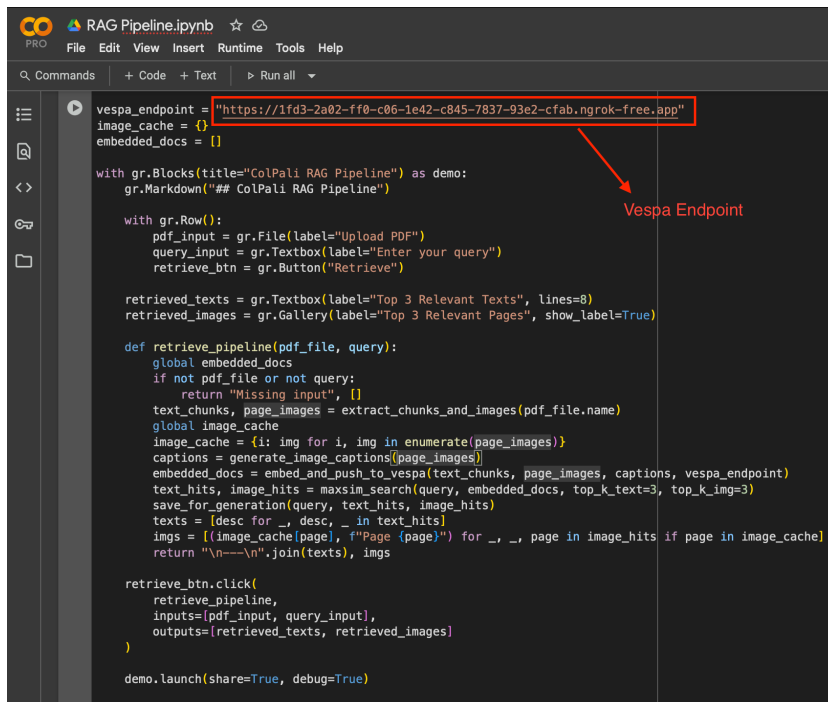 CO
PRO
RAG Pipeline.ipynb
File Edit View Insert Runtime Tools Help
Commands + Code + Text Run all
vespa_endpoint = "https://1fd3-2a02-ff0-c06-1e42-c845-7837-93e2-cfab.ngrok-free.app"
image_cache = {}
embedded_docs = []
with gr.Blocks(title="ColPali RAG Pipeline") as demo:
    gr.Markdown("## ColPali RAG Pipeline")
    with gr.Row():
        pdf_input = gr.File(label="Upload PDF")
        query_input = gr.Textbox(label="Enter your query")
        retrieve_btn = gr.Button("Retrieve")
Vespa Endpoint
    retrieved_texts = gr.Textbox(label="Top 3 Relevant Texts", lines=8)
    retrieved_images = gr.Gallery(label="Top 3 Relevant Pages", show_label=True)
    def retrieve_pipeline(pdf_file, query):
        global embedded_docs
        if not pdf_file or not query:
            return "Missing input", []
        text_chunks, page_images = extract_chunks_and_images(pdf_file.name)
        global image_cache
        image_cache = {i: img for i, img in enumerate(page_images)}
        captions = generate_image_captions(page_images)
        embedded_docs = embed_and_push_to_vespa(text_chunks, page_images, captions, vespa_endpoint)
        text_hits, image_hits = maxsim_search(query, embedded_docs, top_k_text=3, top_k_img=3)
        save_for_generation(query, text_hits, image_hits)
        texts = [desc for _, desc, _ in text_hits]
        imgs = [(image_cache[page], f"Page {page}") for _, _, page in image_hits if page in image_cache]
        return "\n---\n".join(texts), imgs
    retrieve_btn.click(
        retrieve_pipeline,
        inputs=[pdf_input, query_input],
        outputs=[retrieved_texts, retrieved_images]
    )
    demo.launch(share=True, debug=True)